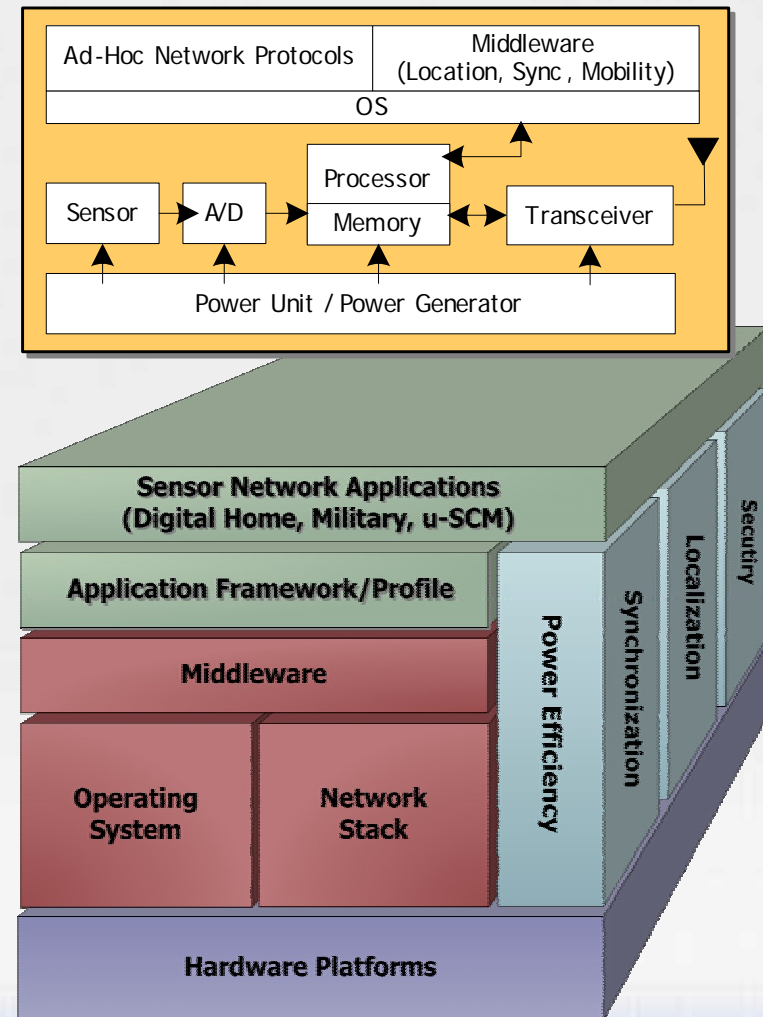 Ad-Hoc Network Protocols
Middleware
(Location, Sync, Mobility)
OS
Sensor
A/D
Processor
Memory
Transceiver
Power Unit / Power Generator
Sensor Network Applications
(Digital Home, Military, u-SCM)
Application Framework/Profile
Middleware
Operating
System
Network
Stack
Power Efficiency
Synchronization
Localization
Secutiry
Hardware Platforms